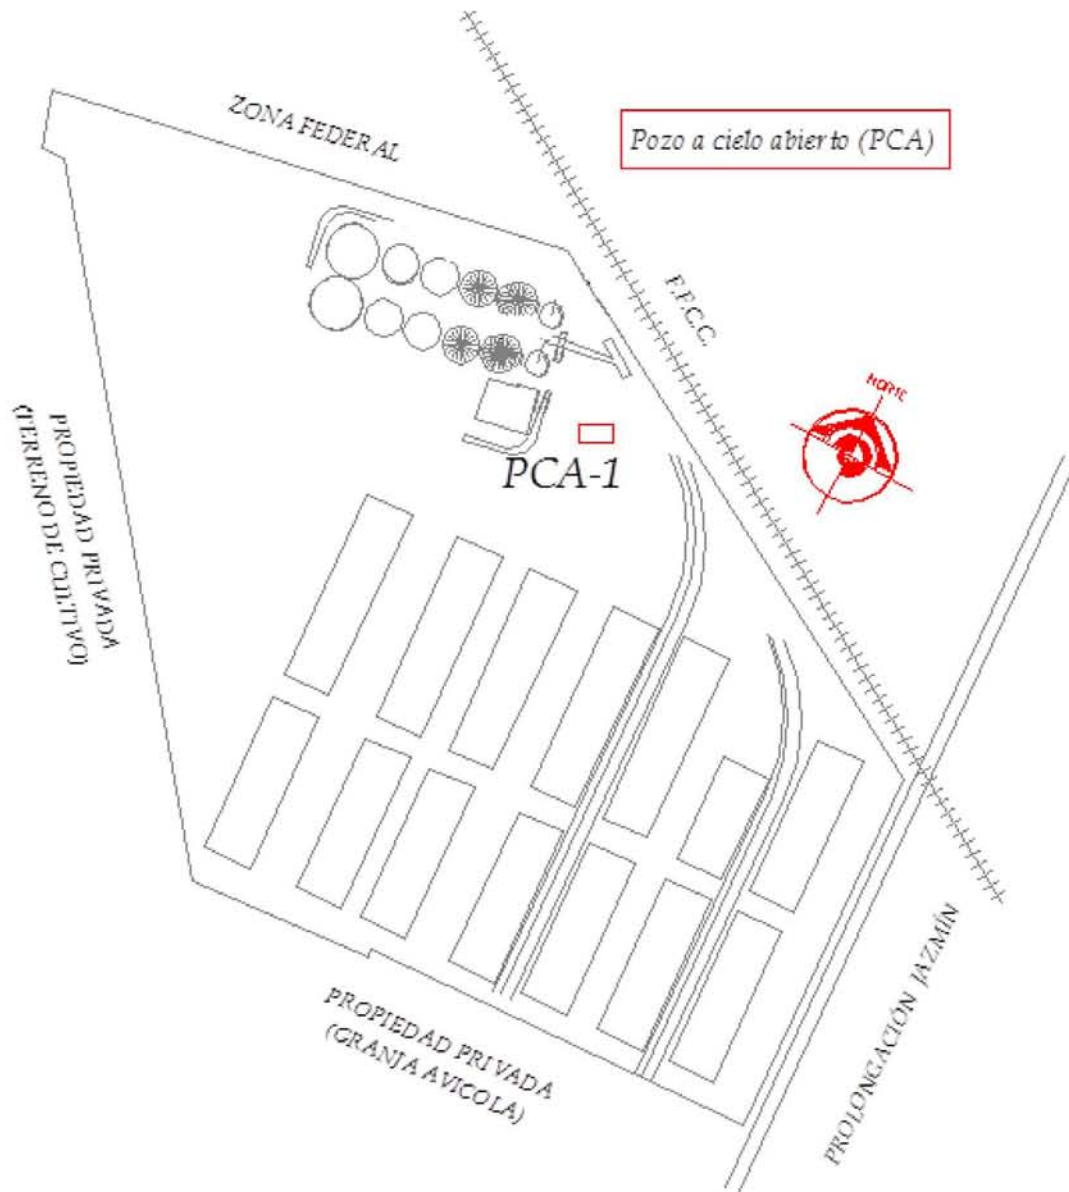 ZONA FEDERAL
Pozo a cielo abierto (PCA)
F.F.C.C.
NORTE
PCA-1
PROPIEDAD PRIVADA
(TERRENO DE CULTIVO)
PROLONGACIÓN JAZMÍN
PROPIEDAD PRIVADA
(GRANJA AVICOLA)